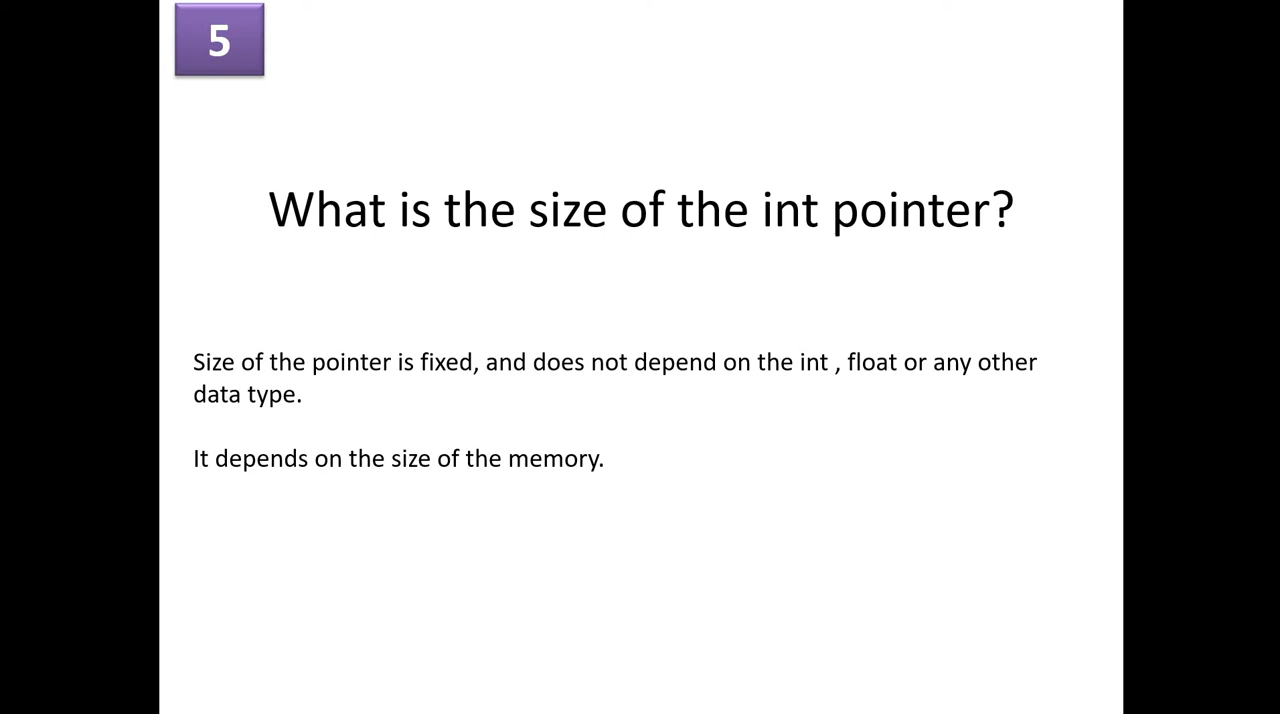 5
What is the size of the int pointer?
Size of the pointer is fixed, and does not depend on the int , float or any other
data type.
It depends on the size of the memory.